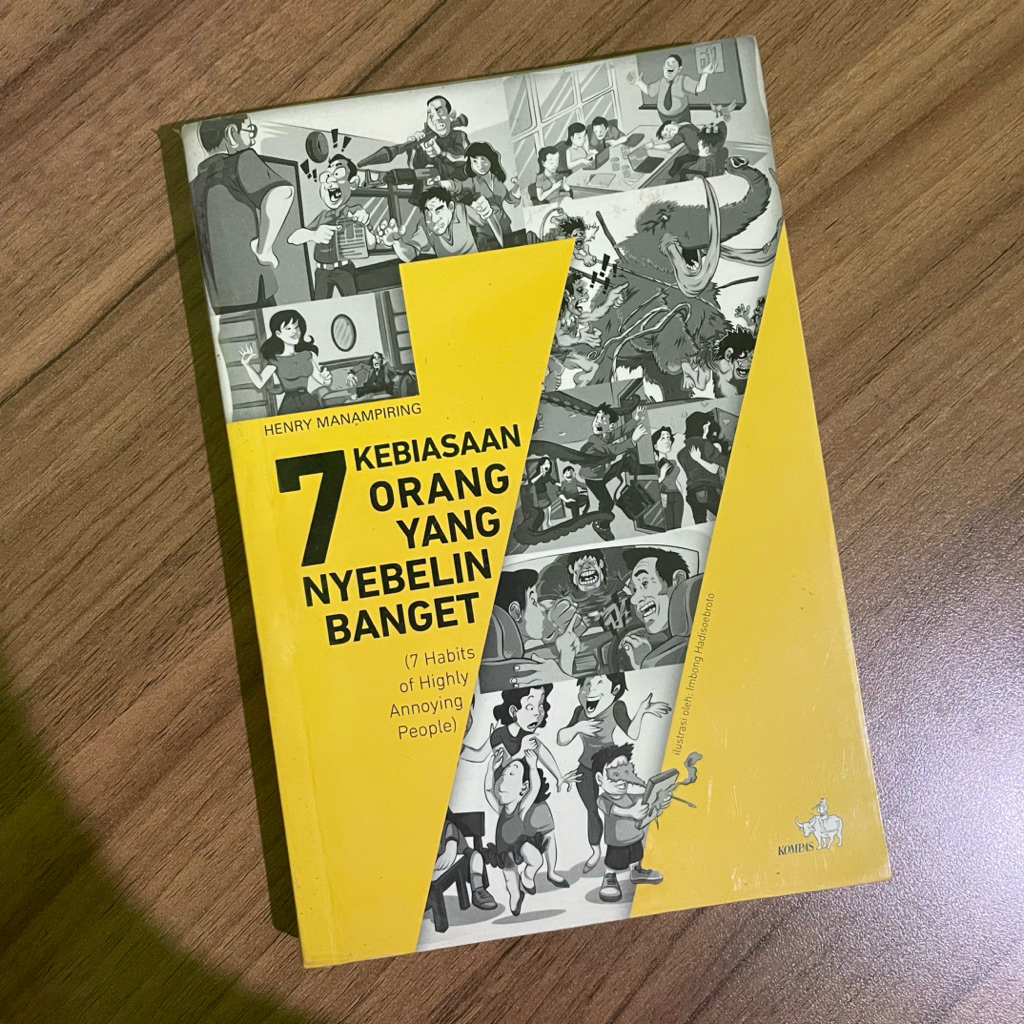 HENRY MANAMPIRING
7 KEBIASAAN
ORANG
YANG
NYEBELIN
BANGET
(7 Habits
of Highly
Annoying
People)
ilustrasi oleh: Imbong Hadisoebroto
KOMPAS